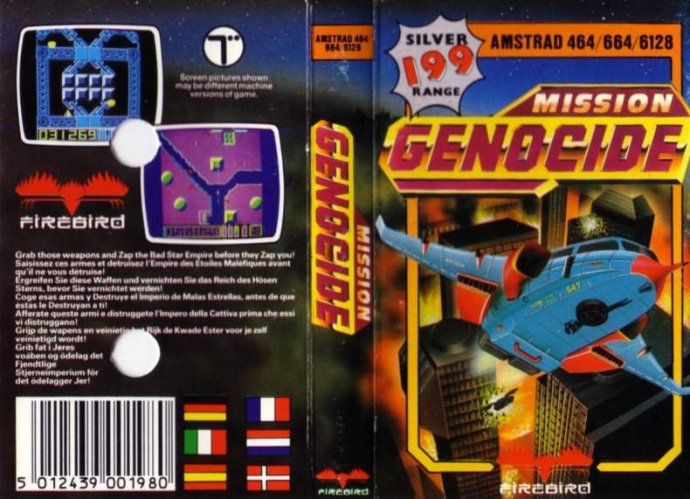 031269
Screen pictures shown
may be different machine
versions of game.
FIREBIRD
Grab those weapons and Zap the Bad Star Empire before they Zap you!
Saisissez ces armes et detruisez l'Empire des Etoiles Maléfiques avant
qu'il ne vous détruise!
Ergreifen Sie diese Waffen und vernichten Sie das Reich des Hösen
Sterns, bevor Sie vernichtet werden!
Coge esas armas y Destruye el Imperio de Malas Estrellas, antes de que
éstas le Destruyan a ti!
Afferate queste armi e distruggete l'Impero della Cattiva prima che essi
vi distruggano!
Grijp de wapens en veinietig het Rijk de Kwade Ester voor je zelf
veinietigd wordt!
Grib fat i Jeres
voåben og ödelag det
Fjendtlige
Stjerneimperium för
det ödelagger Jer!
5 012439 001980
AMSTRAD 464
664/6128
MISSION
GENOCIDE
FIREBIRD
SILVER
199
RANGE
AMSTRAD 464/664/6128
MISSION
GENOCIDE
547
FIREBIRD